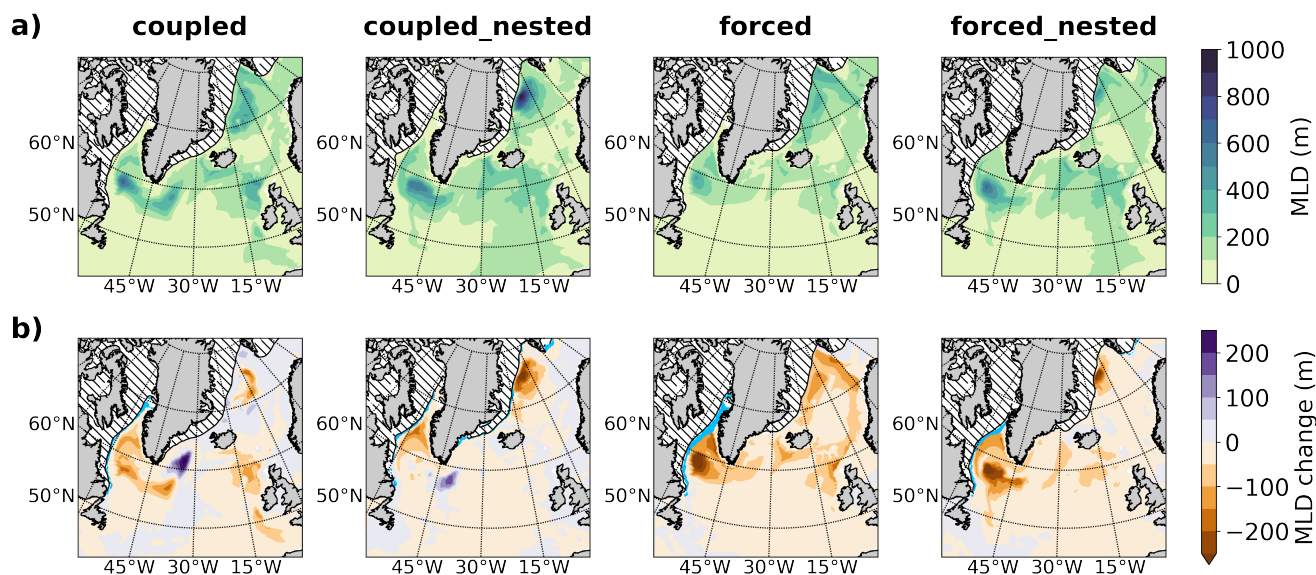 a) coupled coupled_nested forced forced_nested
1000
800
600
400
200
0
MLD (m)
60°N 60°N 60°N 60°N
50°N 50°N 50°N 50°N
45°W 30°W 15°W 45°W 30°W 15°W 45°W 30°W 15°W 45°W 30°W 15°W
b)
200
100
0
−100
−200
MLD change (m)
60°N 60°N 60°N 60°N
50°N 50°N 50°N 50°N
45°W 30°W 15°W 45°W 30°W 15°W 45°W 30°W 15°W 45°W 30°W 15°W